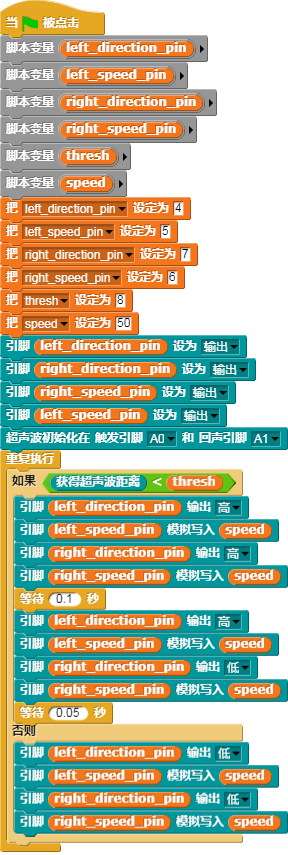 当 被点击
脚本变量 left_direction_pin
脚本变量 left_speed_pin
脚本变量 right_direction_pin
脚本变量 right_speed_pin
脚本变量 thresh
脚本变量 speed
把 left_direction_pin 设定为 4
把 left_speed_pin 设定为 5
把 right_direction_pin 设定为 7
把 right_speed_pin 设定为 6
把 thresh 设定为 8
把 speed 设定为 50
引脚 left_direction_pin 设为 输出
引脚 right_direction_pin 设为 输出
引脚 right_speed_pin 设为 输出
引脚 left_speed_pin 设为 输出
超声波初始化在 触发引脚 A0 和 回声引脚 A1
重复执行
如果 获得超声波距离 < thresh
引脚 left_direction_pin 输出 高
引脚 left_speed_pin 模拟写入 speed
引脚 right_direction_pin 输出 高
引脚 right_speed_pin 模拟写入 speed
等待 0.1 秒
引脚 left_direction_pin 输出 高
引脚 left_speed_pin 模拟写入 speed
引脚 right_direction_pin 输出 低
引脚 right_speed_pin 模拟写入 speed
等待 0.05 秒
否则
引脚 left_direction_pin 输出 低
引脚 left_speed_pin 模拟写入 speed
引脚 right_direction_pin 输出 低
引脚 right_speed_pin 模拟写入 speed